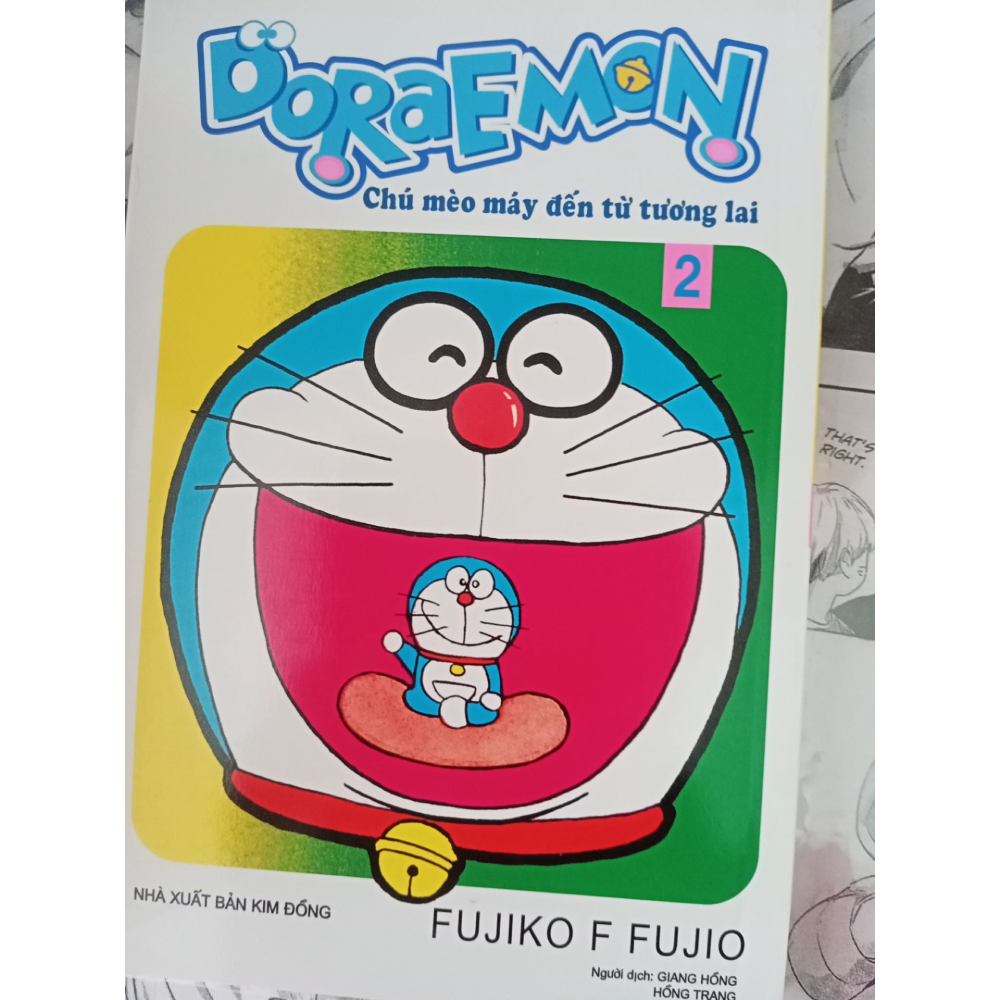 DORAEMON
Chú mèo máy đến từ tương lai
2
THAT'S
RIGHT.
NHÀ XUẤT BẢN KIM ĐỒNG
FUJIKO F FUJIO
Người dịch: GIANG HỒNG
HỒNG TRANG